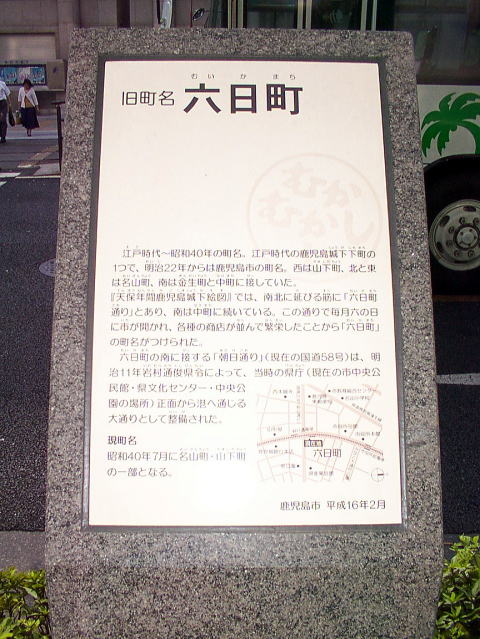 むいかまち
旧町名 六日町
むかし
むかし
江戸時代〜昭和40年の町名。江戸時代の鹿児島城下下町の
1つで、明治22年からは鹿児島市の町名。西は山下町、北と東
は名山町、南は金生町と中町に接していた。
『天保年間鹿児島城下絵図』では、南北に延びる筋に「六日町
通り」とあり、南は中町に続いている。この通りで毎月六の日
に市が開かれ、各種の商店が並んで繁栄したことから「六日町」
の町名がつけられた。
六日町の南に接する「朝日通り」(現在の国道58号)は、明
治11年岩村通俊県令によって、当時の県庁(現在の市中央公
民館・県文化センター・中央公
園の場所)正面から港へ通じる
大通りとして整備された。
現町名
昭和40年7月に名山町・山下町
の一部となる。
現在地
六日町
鹿児島市 平成16年2月